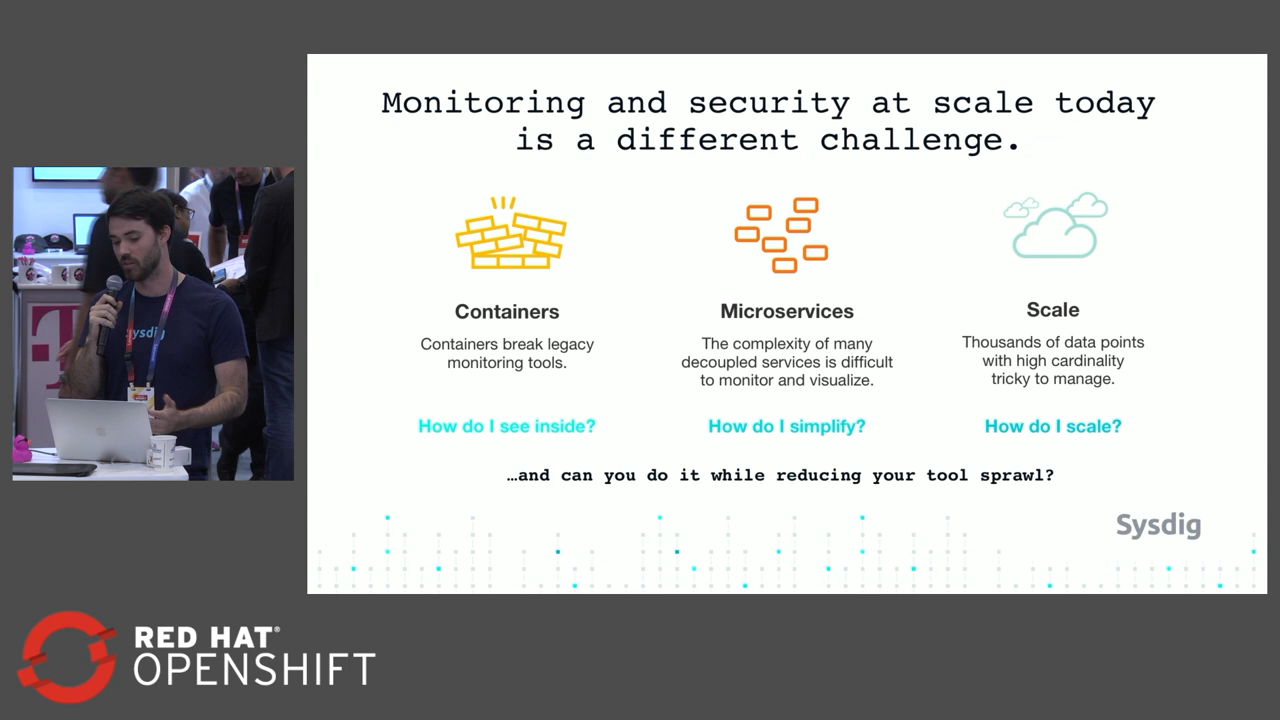 Monitoring and security at scale today
is a different challenge.
Containers
Containers break legacy
monitoring tools.
How do I see inside?
Microservices
The complexity of many
decoupled services is difficult
to monitor and visualize.
How do I simplify?
Scale
Thousands of data points
with high cardinality
tricky to manage.
How do I scale?
…and can you do it while reducing your tool sprawl?
Sysdig
sysdig
T
RED HAT®
OPENSHIFT